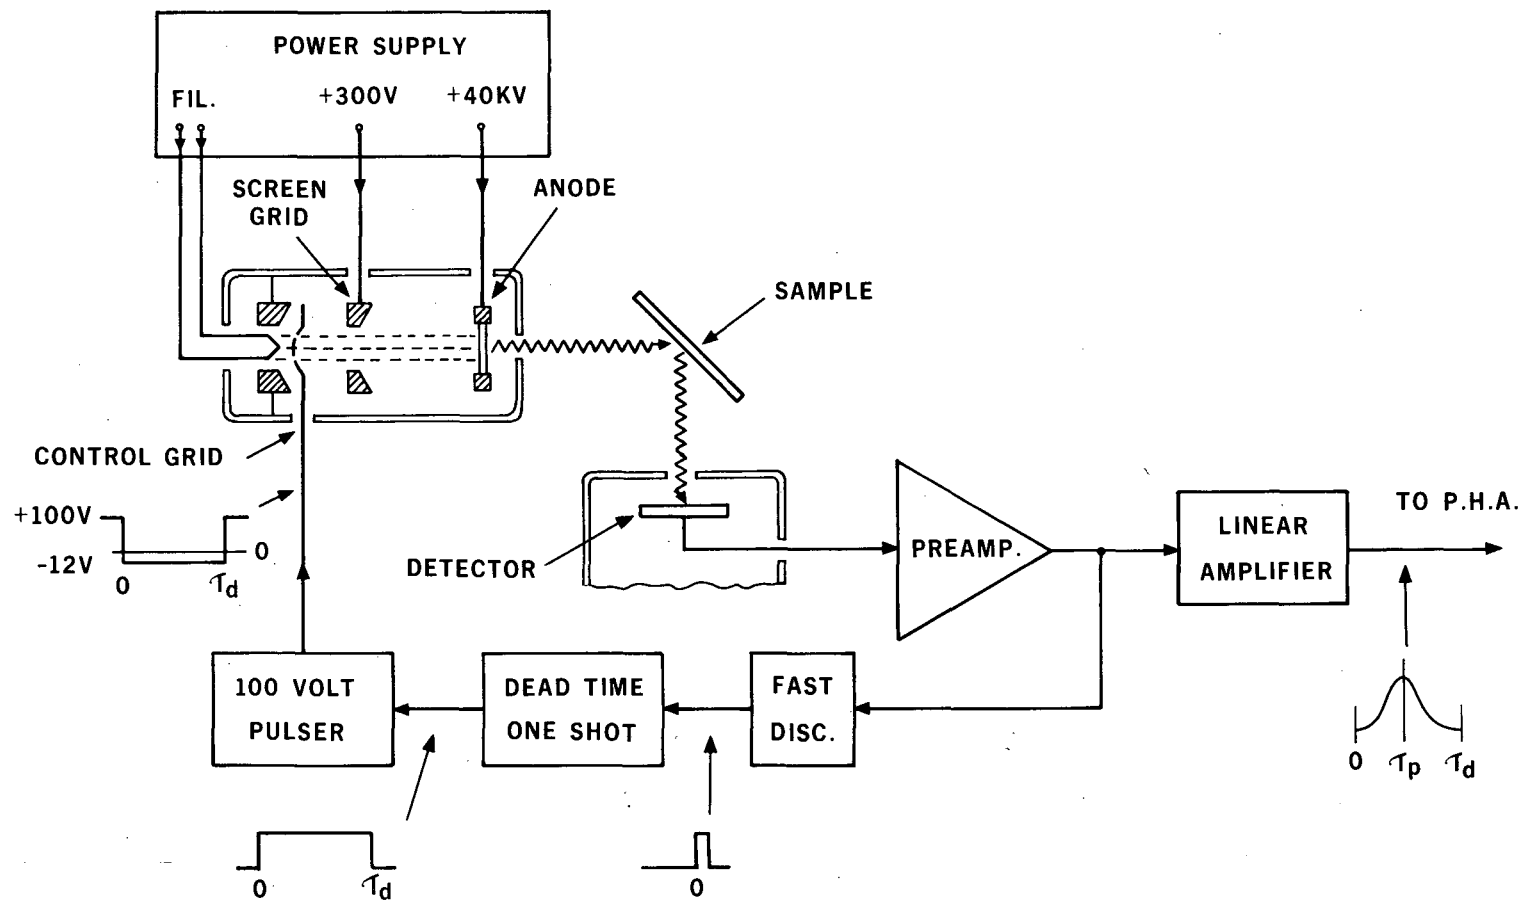 POWER SUPPLY
FIL.
+300V
+40KV
SCREEN
GRID
ANODE
SAMPLE
CONTROL GRID
+100V
-12V
0
0
τd
DETECTOR
PREAMP.
LINEAR
AMPLIFIER
TO P.H.A.
100 VOLT
PULSER
DEAD TIME
ONE SHOT
FAST
DISC.
0
τp
τd
0
τd
0